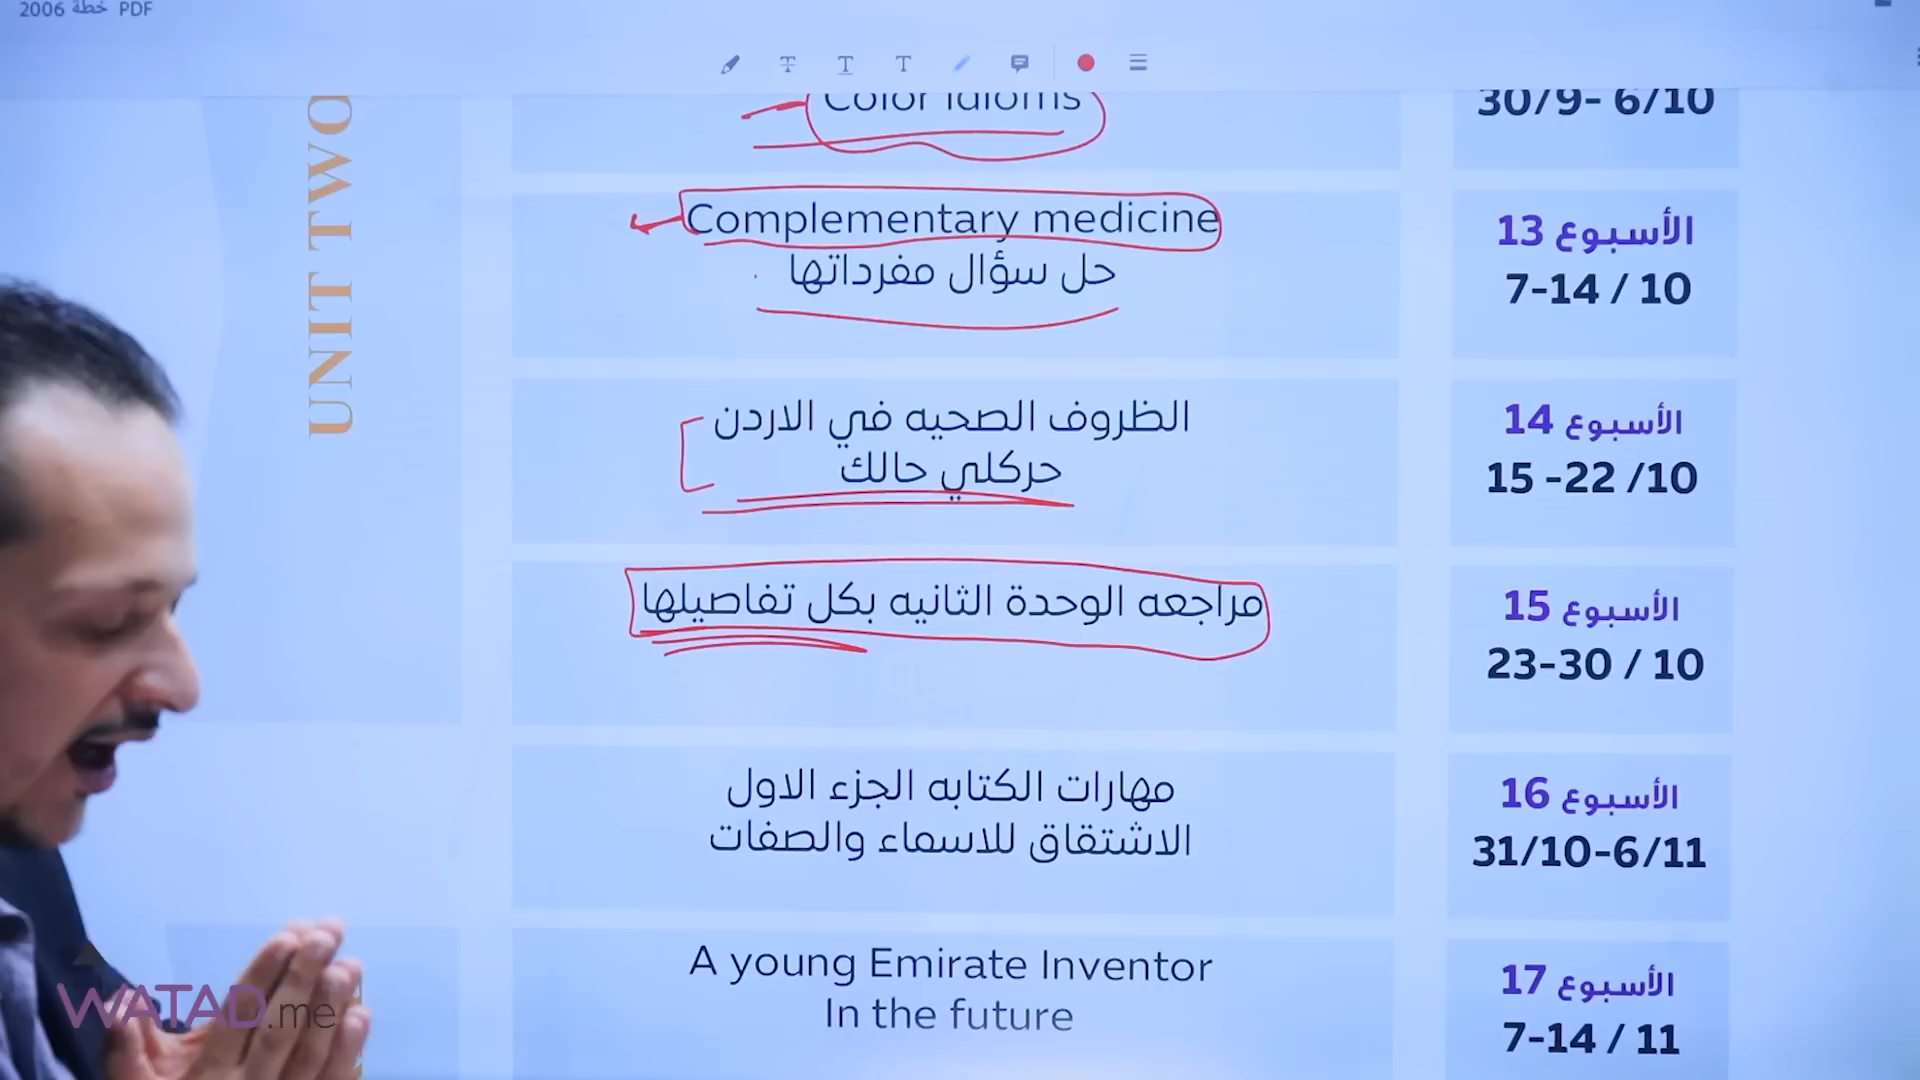 خطة 2006 PDF
UNIT TWO
Color idioms
30/9- 6/10
Complementary medicine
حل سؤال مفرداتها
الأسبوع 13
7-14 / 10
الظروف الصحيه في الاردن
حركلي حالك
الأسبوع 14
15 -22 /10
مراجعه الوحدة الثانيه بكل تفاصيلها
الأسبوع 15
23-30 / 10
مهارات الكتابه الجزء الاول
الاشتقاق للاسماء والصفات
الأسبوع 16
31/10-6/11
A young Emirate Inventor
In the future
الأسبوع 17
7-14 / 11
WATAD.me